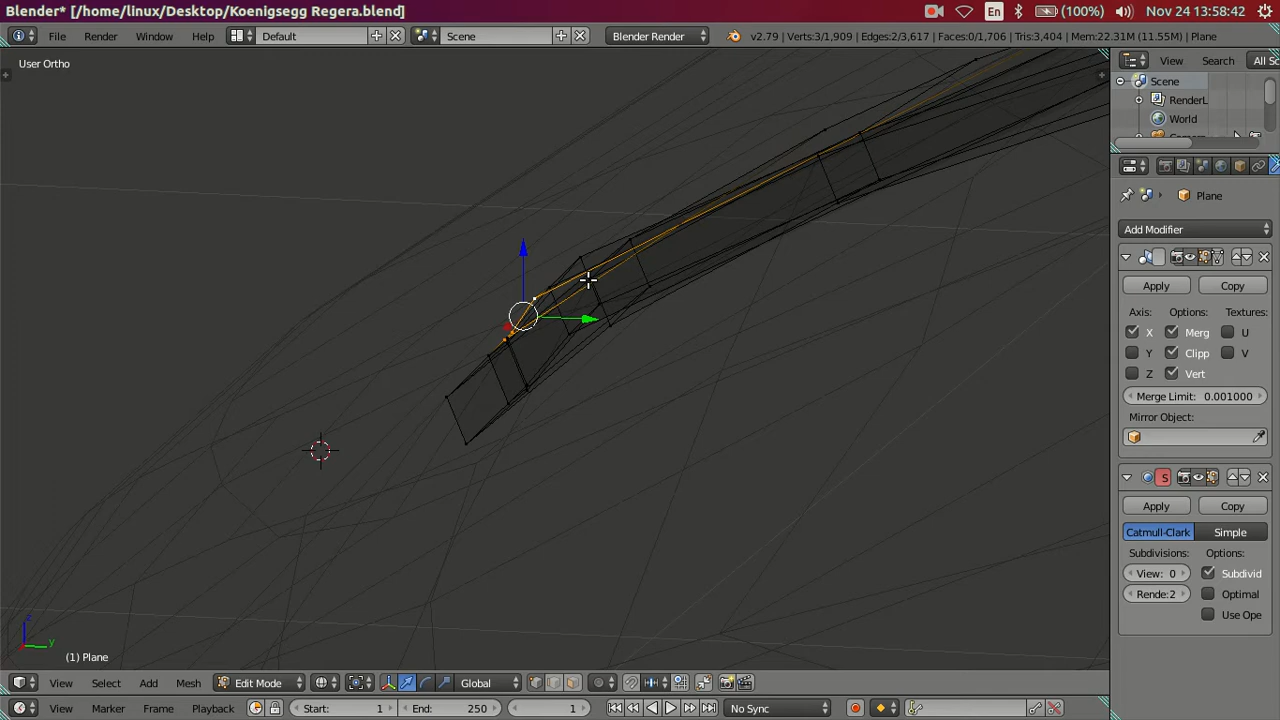 Blender* [/home/linux/Desktop/Koenigsegg Regera.blend] En (100%) Nov 24 13:58:42
File Render Window Help Default Scene Blender Render v2.79 | Verts:3/1,909 | Edges:2/3,617 | Faces:0/1,706 | Tris:3,404 | Mem:22.31M (11.55M) | Plane
User Ortho
View Search All Sc
Scene
RenderL
World
Plane
Add Modifier
Apply Copy
Axis: Options: Textures:
X Merg U
Y Clipp V
Z Vert
Merge Limit: 0.001000
Mirror Object:
S
Apply Copy
Catmull-Clark Simple
Subdivisions: Options:
View: 0 Subdivid
Rende:2 Optimal
Use Ope
z
y
(1) Plane
View Select Add Mesh Edit Mode Global
View Marker Frame Playback Start: 1 End: 250 1 No Sync